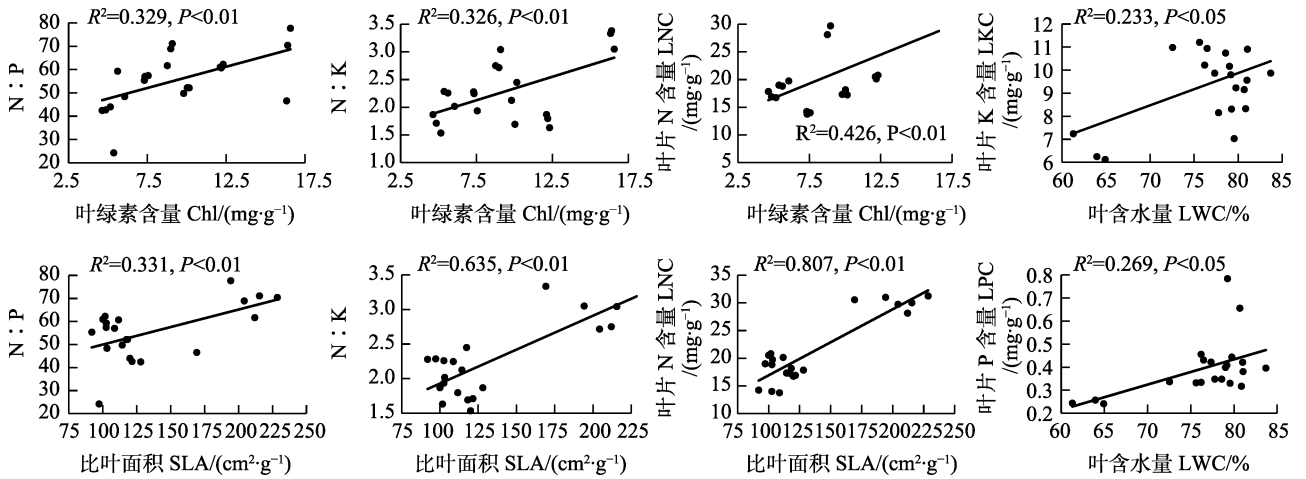 R²=0.329, P<0.01
N∶P
80
70
60
50
40
30
20
2.5 7.5 12.5 17.5
叶绿素含量 Chl/(mg·g⁻¹)
R²=0.326, P<0.01
N∶K
3.5
3.0
2.5
2.0
1.5
1.0
2.5 7.5 12.5 17.5
叶绿素含量 Chl/(mg·g⁻¹)
叶片 N 含量 LNC
/(mg·g⁻¹)
30
25
20
15
10
5
R²=0.426, P<0.01
2.5 7.5 12.5 17.5
叶绿素含量 Chl/(mg·g⁻¹)
R²=0.233, P<0.05
叶片 K 含量 LKC
/(mg·g⁻¹)
12
11
10
9
8
7
6
60 65 70 75 80 85
叶含水量 LWC/%
R²=0.331, P<0.01
N∶P
80
70
60
50
40
30
20
75 100 125 150 175 200 225 250
比叶面积 SLA/(cm²·g⁻¹)
R²=0.635, P<0.01
N∶K
3.5
3.0
2.5
2.0
1.5
75 100 125 150 175 200 225
比叶面积 SLA/(cm²·g⁻¹)
R²=0.807, P<0.01
叶片 N 含量 LNC
/(mg·g⁻¹)
35
30
25
20
15
10
75 100 125 150 175 200 225 250
比叶面积 SLA/(cm²·g⁻¹)
R²=0.269, P<0.05
叶片 P 含量 LPC
/(mg·g⁻¹)
0.8
0.7
0.6
0.5
0.4
0.3
0.2
60 65 70 75 80 85
叶含水量 LWC/%